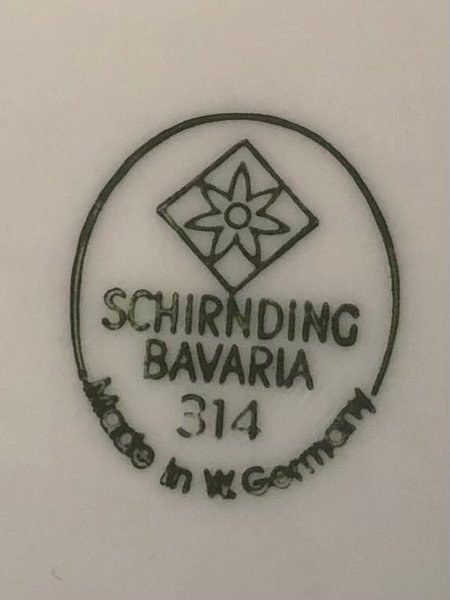 SCHIRNDING
BAVARIA
314
Made in W. Germany